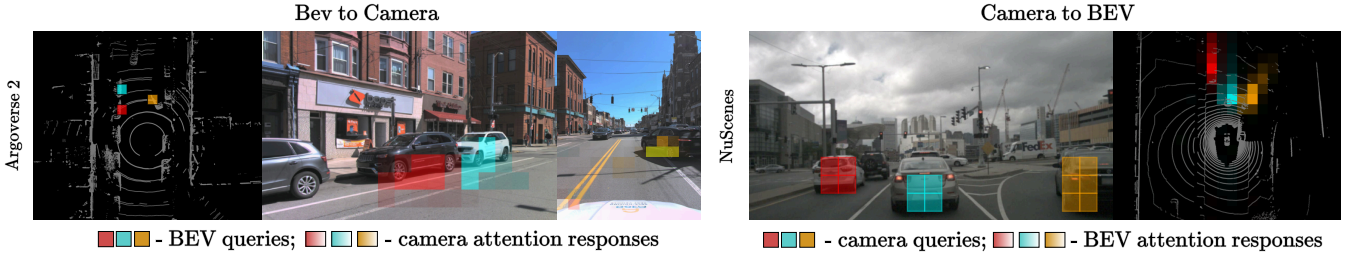 Bev to Camera
Camera to BEV
Argoverse 2
NuScenes
FedEx
- BEV queries; - camera attention responses
- camera queries; - BEV attention responses